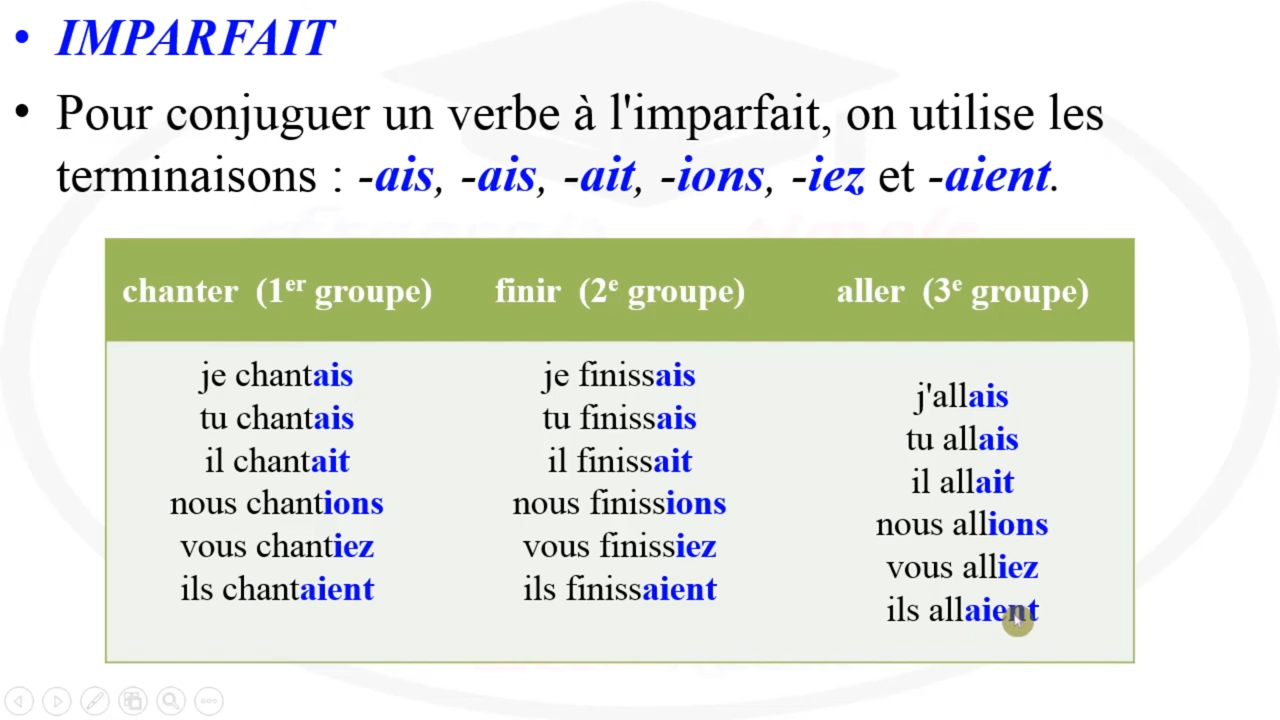 • IMPARFAIT
• Pour conjuguer un verbe à l'imparfait, on utilise les
terminaisons : -ais, -ais, -ait, -ions, -iez et -aient.
chanter (1er groupe)
je chantais
tu chantais
il chantait
nous chantions
vous chantiez
ils chantaient
finir (2e groupe)
je finissais
tu finissais
il finissait
nous finissions
vous finissiez
ils finissaient
aller (3e groupe)
j'allais
tu allais
il allait
nous allions
vous alliez
ils allaient